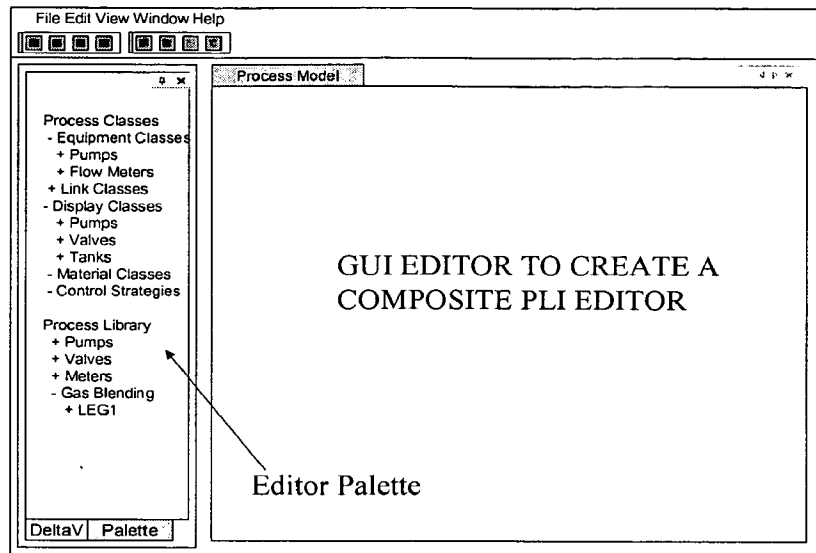 File Edit View Window Help
Process Model
Process Classes
- Equipment Classes
+ Pumps
+ Flow Meters
+ Link Classes
- Display Classes
+ Pumps
+ Valves
+ Tanks
- Material Classes
- Control Strategies
Process Library
+ Pumps
+ Valves
+ Meters
- Gas Blending
+ LEG1
DeltaV Palette
GUI EDITOR TO CREATE A
COMPOSITE PLI EDITOR
Editor Palette